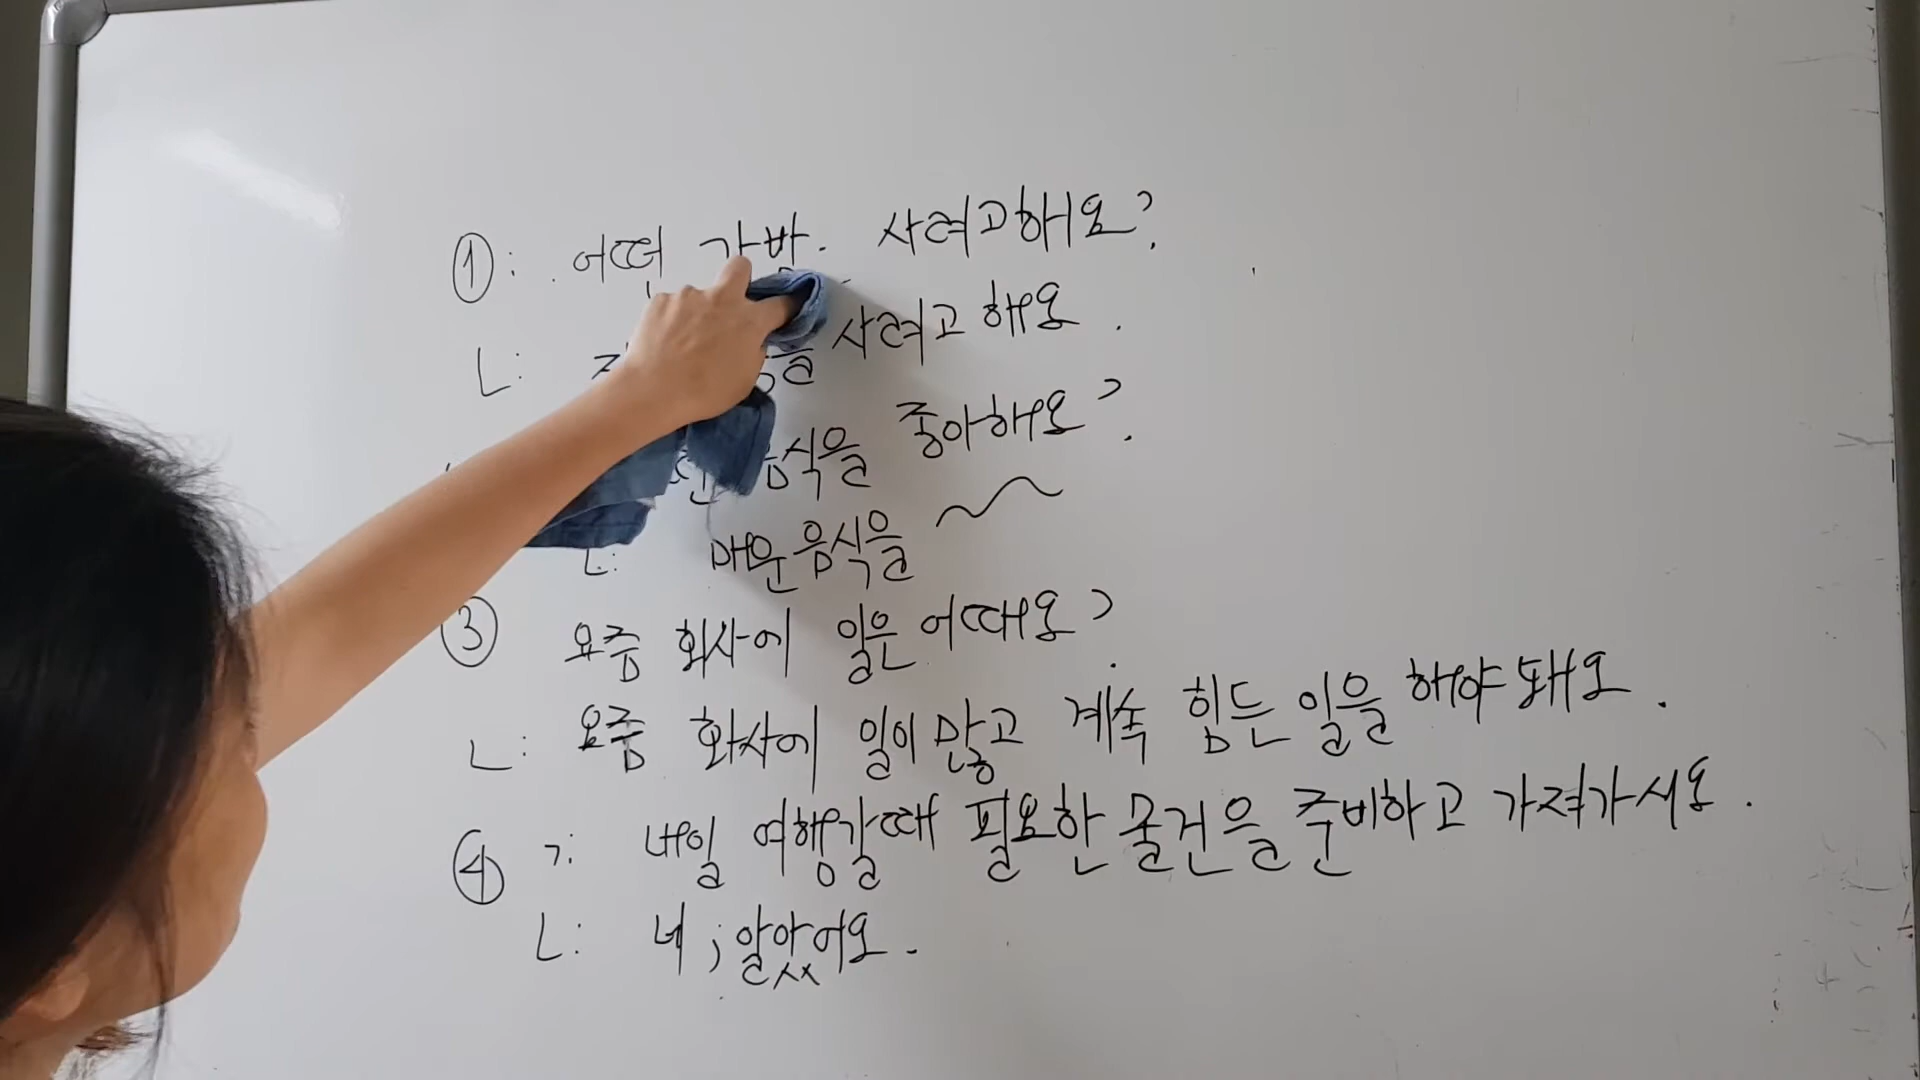 ①: 어떤 가방 사려고해요?
ㄴ: 사려고 해요.
음식을 좋아해요?
ㄴ: 매운 음식을
③ 요즘 회사에 일은 어때요?
ㄴ: 요즘 회사에 일이 많고 계속 힘든 일을 해야 돼요.
④ ㄱ: 내일 여행갈때 필요한 물건을 준비하고 가져가시요.
ㄴ: 네; 알았어요.